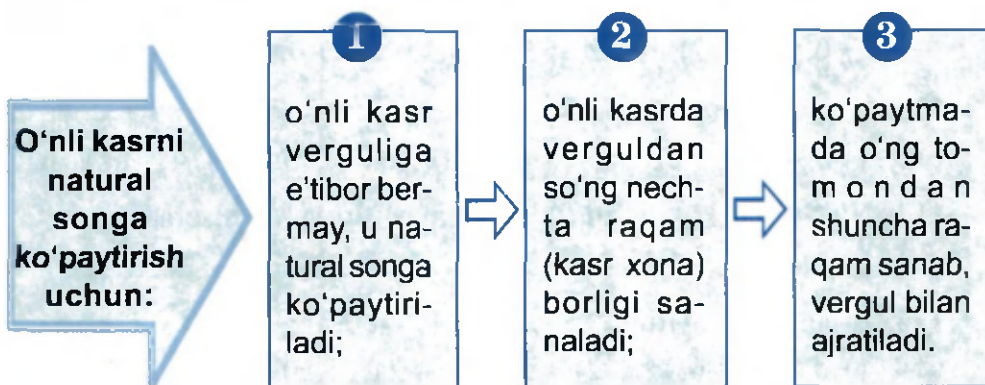 O‘nli kasrni
natural
songa
ko‘paytirish
uchun:
1
o‘nli kasr
verguliga
e’tibor ber-
may, u na-
tural songa
ko‘paytiri-
ladi;
2
o‘nli kasrda
verguldan
so‘ng nech-
ta raqam
(kasr xona)
borligi sa-
naladi;
3
ko‘paytma-
da o‘ng to-
mondan
shuncha ra-
qam sanab,
vergul bilan
ajratiladi.